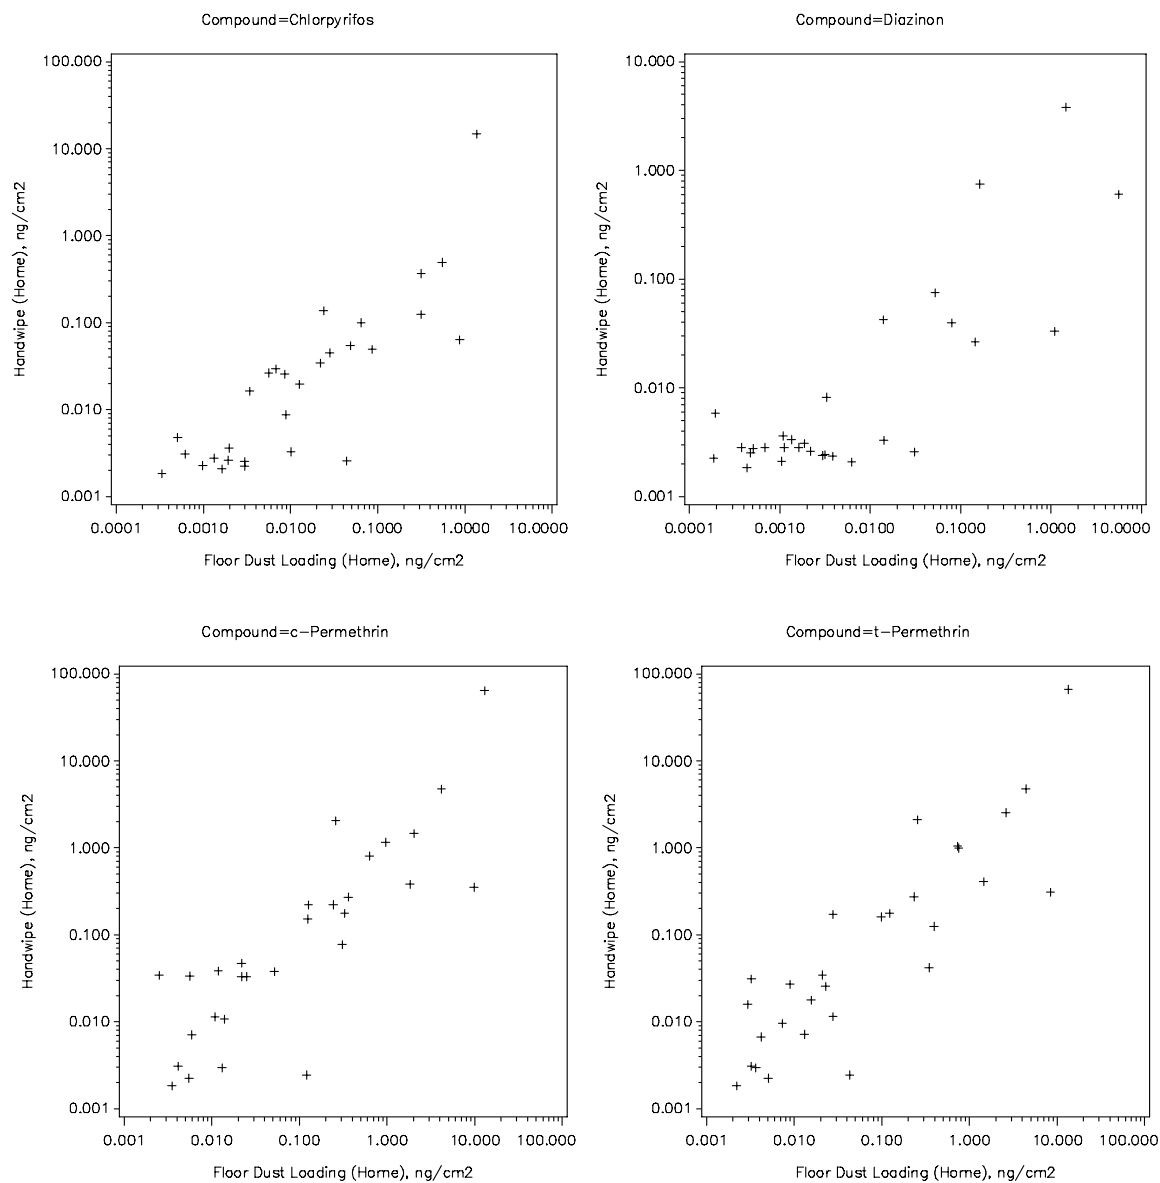 Compound=Chlorpyrifos
100.000
10.000
1.000
0.100
0.010
0.001
Handwipe (Home), ng/cm2
0.0001 0.0010 0.0100 0.1000 1.0000 10.0000
Floor Dust Loading (Home), ng/cm2
Compound=Diazinon
10.000
1.000
0.100
0.010
0.001
Handwipe (Home), ng/cm2
0.0001 0.0010 0.0100 0.1000 1.0000 10.0000
Floor Dust Loading (Home), ng/cm2
Compound=c-Permethrin
100.000
10.000
1.000
0.100
0.010
0.001
Handwipe (Home), ng/cm2
0.001 0.010 0.100 1.000 10.000 100.000
Floor Dust Loading (Home), ng/cm2
Compound=t-Permethrin
100.000
10.000
1.000
0.100
0.010
0.001
Handwipe (Home), ng/cm2
0.001 0.010 0.100 1.000 10.000 100.000
Floor Dust Loading (Home), ng/cm2